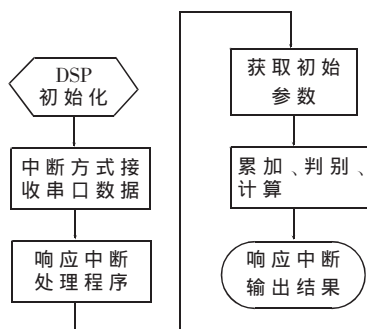 DSP
初始化
中断方式接
收串口数据
响应中断
处理程序
获取初始
参数
累加、判别、
计算
响应中断
输出结果